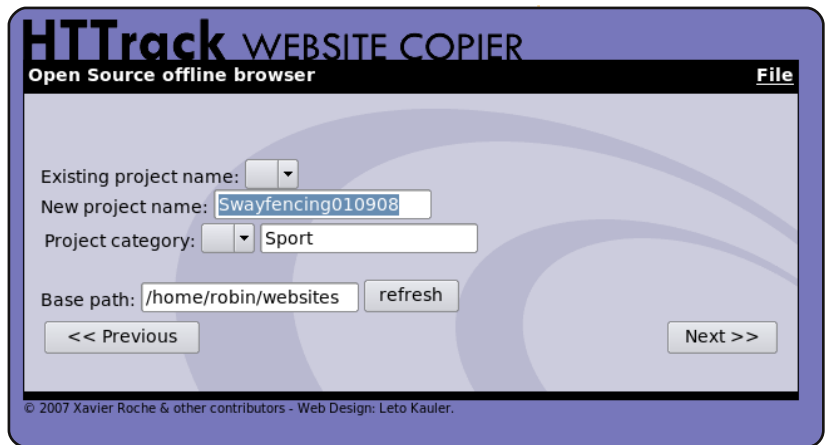 HTTrack WEBSITE COPIER
Open Source offline browser File
Existing project name:
New project name: Swayfencing010908
Project category: Sport
Base path: /home/robin/websites refresh
<< Previous Next >>
© 2007 Xavier Roche & other contributors - Web Design: Leto Kauler.